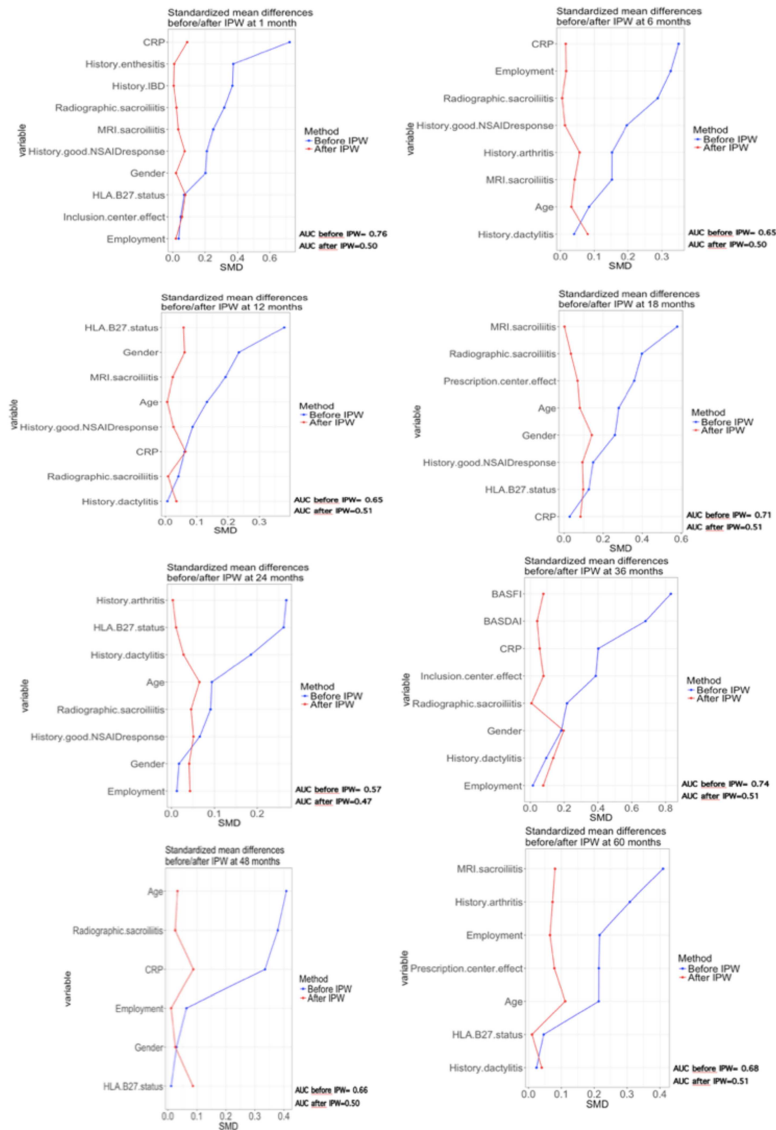 Standardized mean differences
before/after IPW at 1 month
variable
CRP
History.enthesitis
History.IBD
Radiographic.sacroiliitis
MRI.sacroiliitis
History.good.NSAIDresponse
Gender
HLA.B27.status
Inclusion.center.effect
Employment
0.0 0.2 0.4 0.6
SMD
Method
Before IPW
After IPW
AUC before IPW= 0.76
AUC after IPW=0.50
Standardized mean differences
before/after IPW at 6 months
variable
CRP
Employment
Radiographic.sacroiliitis
History.good.NSAIDresponse
History.arthritis
MRI.sacroiliitis
Age
History.dactylitis
0.0 0.1 0.2 0.3
SMD
Method
Before IPW
After IPW
AUC before IPW= 0.65
AUC after IPW=0.50
Standardized mean differences
before/after IPW at 12 months
variable
HLA.B27.status
Gender
MRI.sacroiliitis
Age
History.good.NSAIDresponse
CRP
Radiographic.sacroiliitis
History.dactylitis
0.0 0.1 0.2 0.3
SMD
Method
Before IPW
After IPW
AUC before IPW= 0.65
AUC after IPW=0.51
Standardized mean differences
before/after IPW at 18 months
variable
MRI.sacroiliitis
Radiographic.sacroiliitis
Prescription.center.effect
Age
Gender
History.good.NSAIDresponse
HLA.B27.status
CRP
0.0 0.2 0.4 0.6
SMD
Method
Before IPW
After IPW
AUC before IPW= 0.71
AUC after IPW=0.51
Standardized mean differences
before/after IPW at 24 months
variable
History.arthritis
HLA.B27.status
History.dactylitis
Age
Radiographic.sacroiliitis
History.good.NSAIDresponse
Gender
Employment
0.0 0.1 0.2
SMD
Method
Before IPW
After IPW
AUC before IPW= 0.57
AUC after IPW=0.47
Standardized mean differences
before/after IPW at 36 months
variable
BASFI
BASDAI
CRP
Inclusion.center.effect
Radiographic.sacroiliitis
Gender
History.dactylitis
Employment
0.0 0.2 0.4 0.6 0.8
SMD
Method
Before IPW
After IPW
AUC before IPW= 0.74
AUC after IPW=0.51
Standardized mean differences
before/after IPW at 48 months
variable
Age
Radiographic.sacroiliitis
CRP
Employment
Gender
HLA.B27.status
0.0 0.1 0.2 0.3 0.4
SMD
Method
Before IPW
After IPW
AUC before IPW= 0.66
AUC after IPW=0.50
Standardized mean differences
before/after IPW at 60 months
variable
MRI.sacroiliitis
History.arthritis
Employment
Prescription.center.effect
Age
HLA.B27.status
History.dactylitis
0.0 0.1 0.2 0.3 0.4
SMD
Method
Before IPW
After IPW
AUC before IPW= 0.68
AUC after IPW=0.51